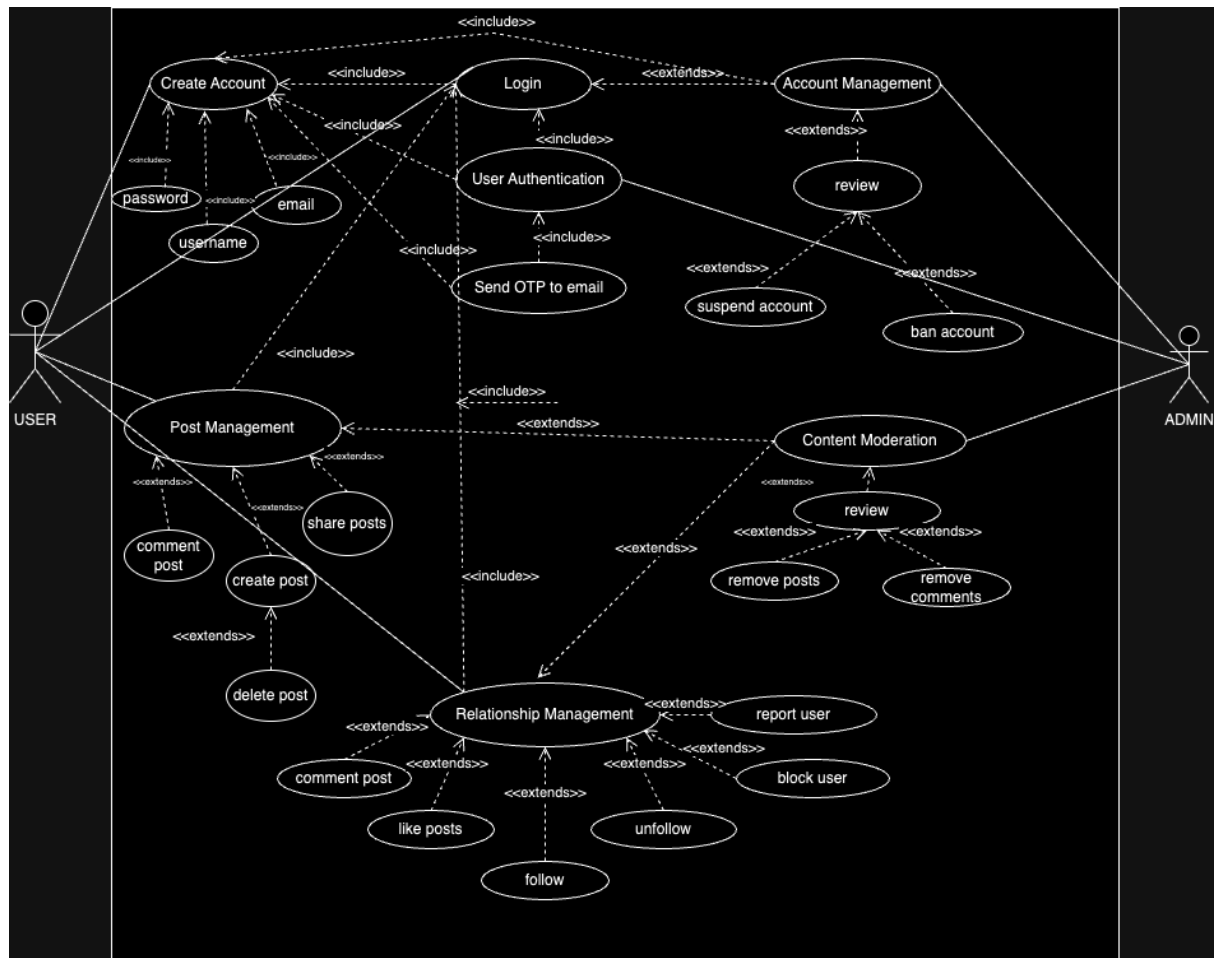 <<include>>
Create Account
<<include>>
Login
<<extends>>
Account Management
<<include>>
<<extends>>
<<include>>
<<include>>
<<include>>
User Authentication
review
password
<<include>>
email
username
<<include>>
<<include>>
<<extends>>
<<extends>>
Send OTP to email
suspend account
ban account
<<include>>
USER
ADMIN
<<include>>
Post Management
<<extends>>
Content Moderation
<<extends>>
<<extends>>
<<extends>>
<<extends>>
review
share posts
<<extends>>
<<extends>>
comment
post
<<extends>>
create post
<<include>>
remove posts
remove
comments
<<extends>>
delete post
<<extends>>
Relationship Management
report user
<<extends>>
<<extends>>
<<extends>>
<<extends>>
comment post
block user
<<extends>>
like posts
unfollow
follow